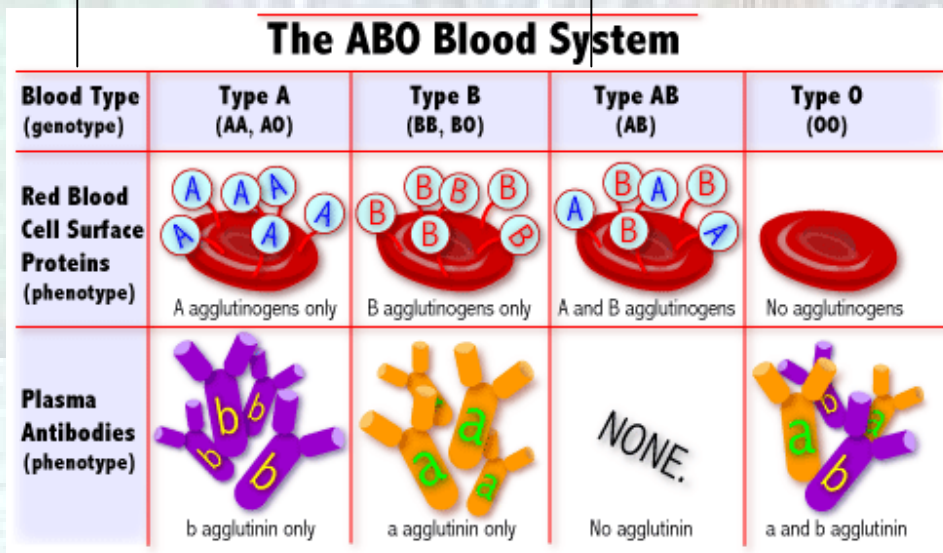 The ABO Blood System
Blood Type
(genotype)
Type A
(AA, AO)
Type B
(BB, BO)
Type AB
(AB)
Type O
(OO)
Red Blood
Cell Surface
Proteins
(phenotype)
A A A A A A
A agglutinogens only
B B B B B B
B agglutinogens only
A B A B B A
A and B agglutinogens
No agglutinogens
Plasma
Antibodies
(phenotype)
b b b b
b agglutinin only
a a a
a agglutinin only
NONE.
No agglutinin
a b a b
a and b agglutinin